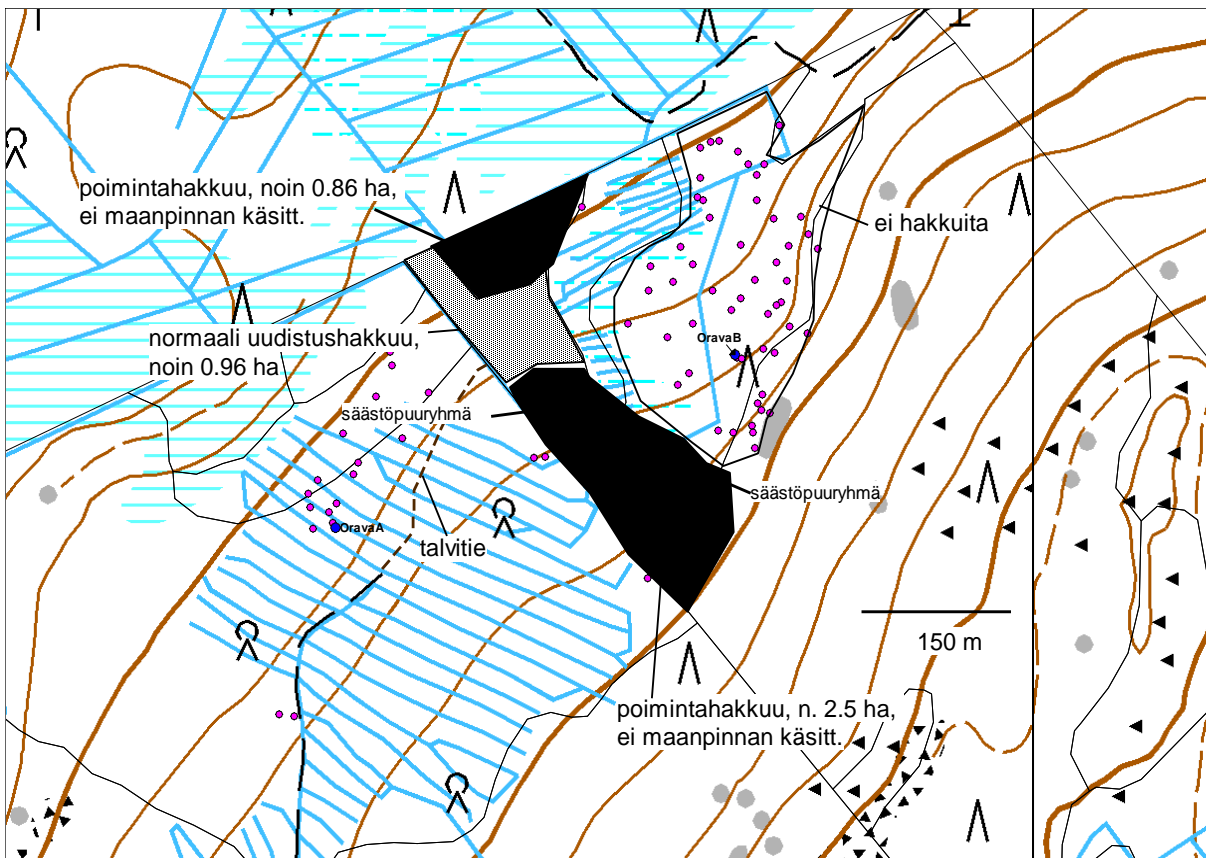 poimintahakkuu, noin 0.86 ha,
ei maanpinnan käsitt.
ei hakkuita
normaali uudistushakkuu,
noin 0.96 ha
OravaB
säästöpuuryhmä
säästöpuuryhmä
OravaA
talvitie
150 m
poimintahakkuu, n. 2.5 ha,
ei maanpinnan käsitt.